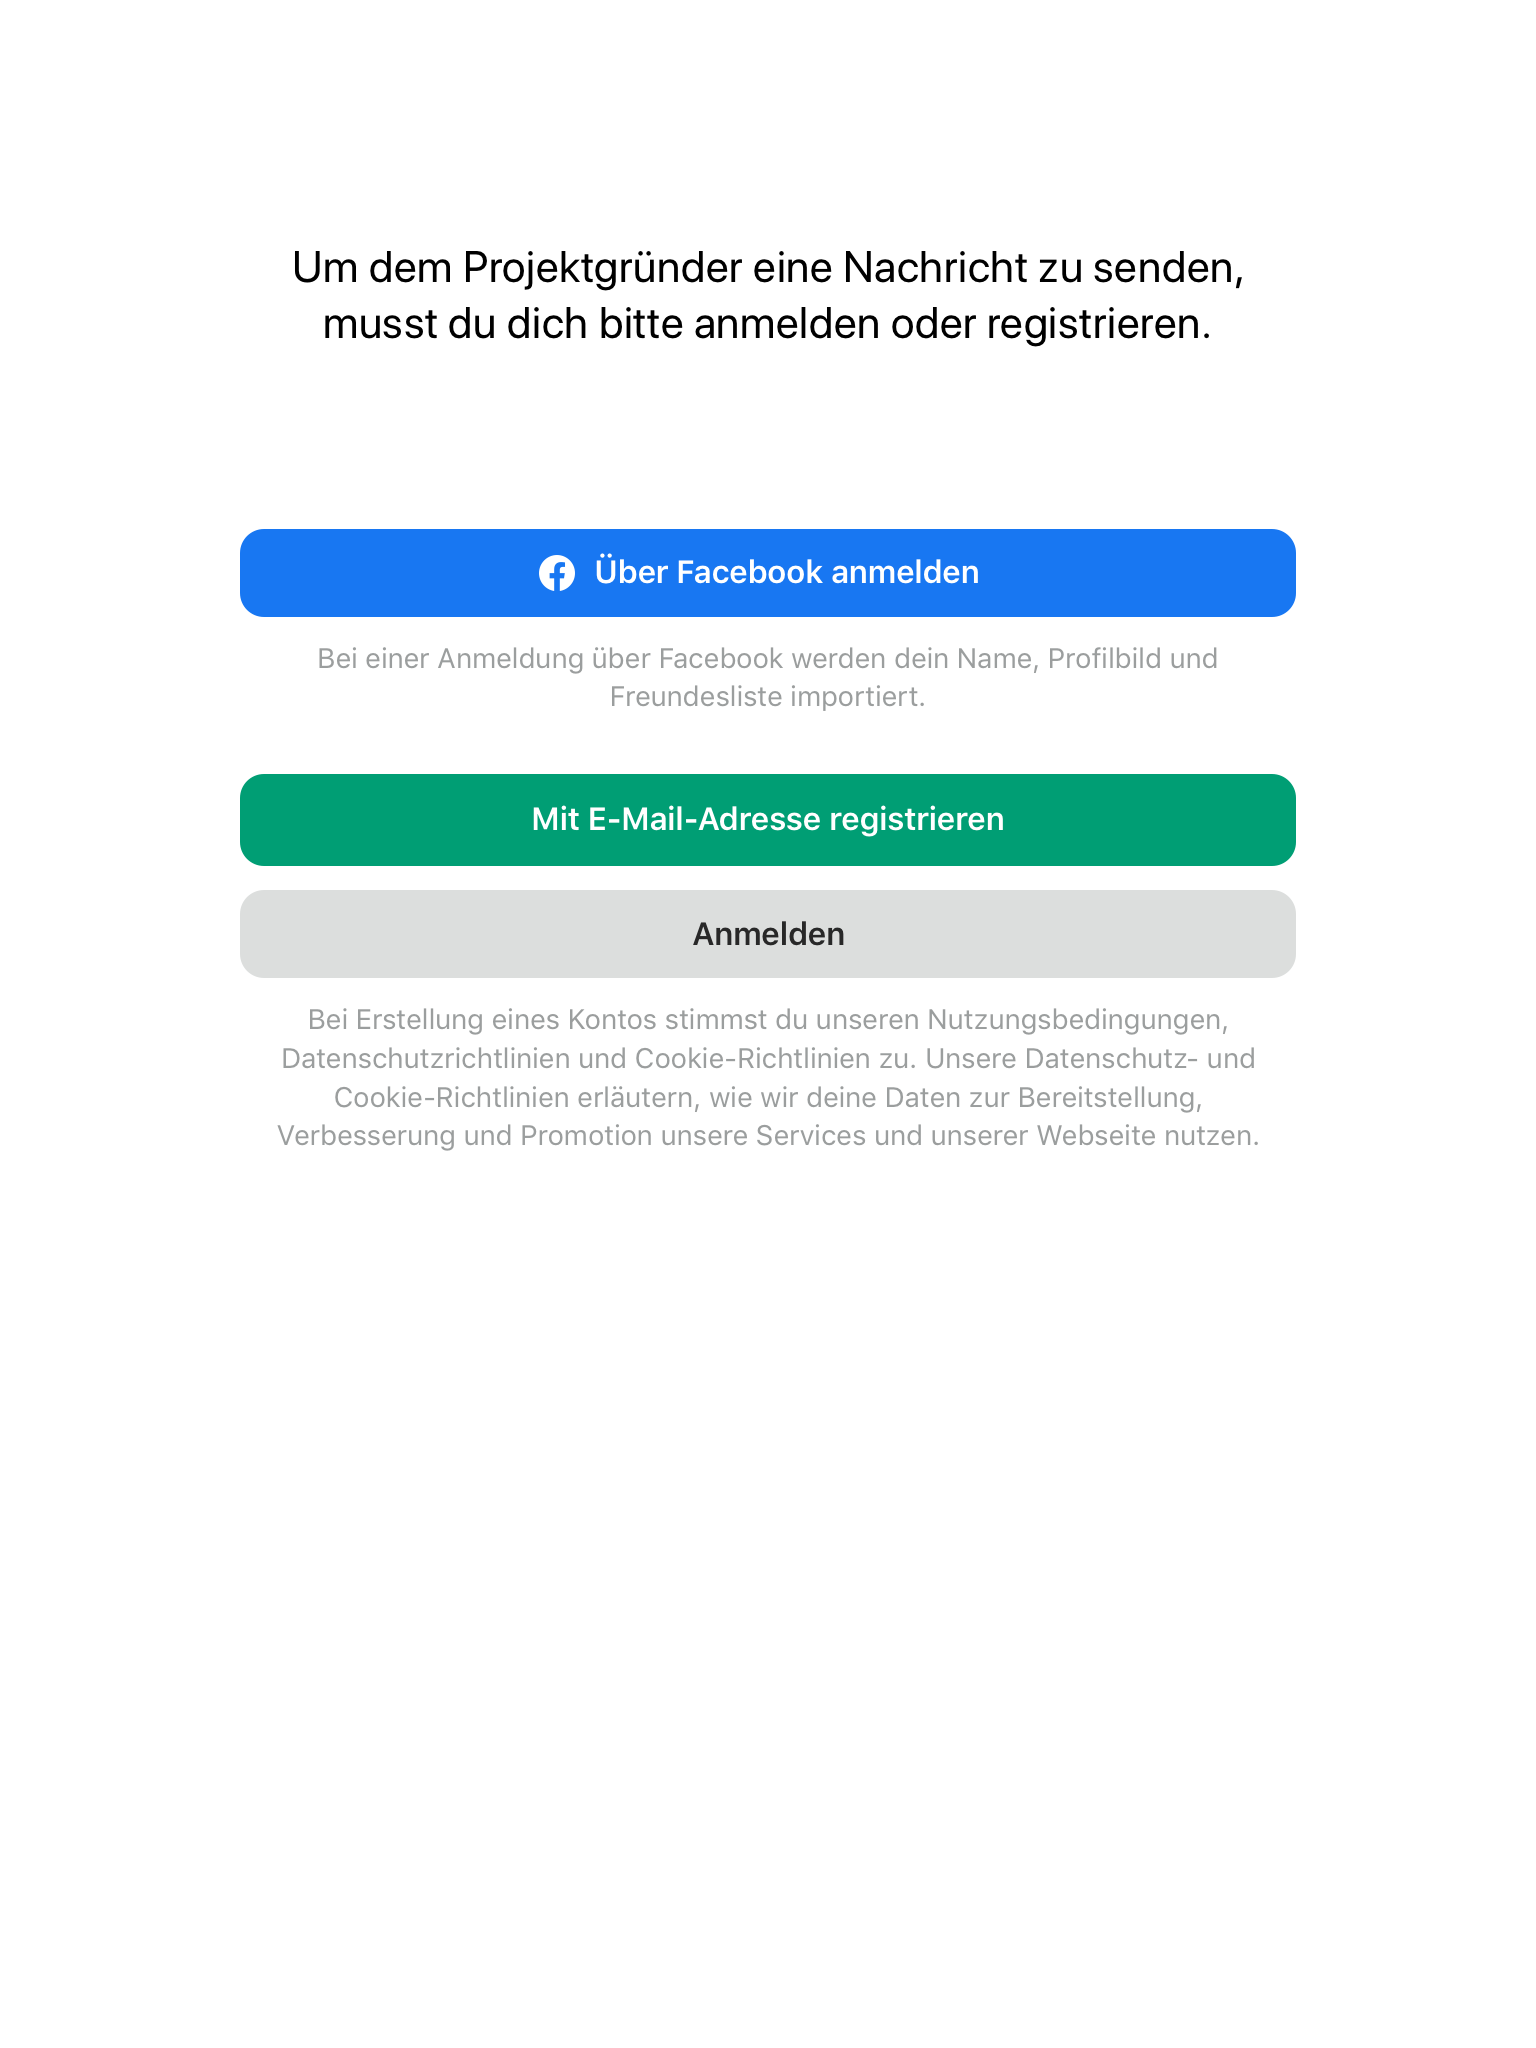 Um dem Projektgründer eine Nachricht zu senden,
musst du dich bitte anmelden oder registrieren.
Über Facebook anmelden
Bei einer Anmeldung über Facebook werden dein Name, Profilbild und
Freundesliste importiert.
Mit E-Mail-Adresse registrieren
Anmelden
Bei Erstellung eines Kontos stimmst du unseren Nutzungsbedingungen,
Datenschutzrichtlinien und Cookie-Richtlinien zu. Unsere Datenschutz- und
Cookie-Richtlinien erläutern, wie wir deine Daten zur Bereitstellung,
Verbesserung und Promotion unsere Services und unserer Webseite nutzen.